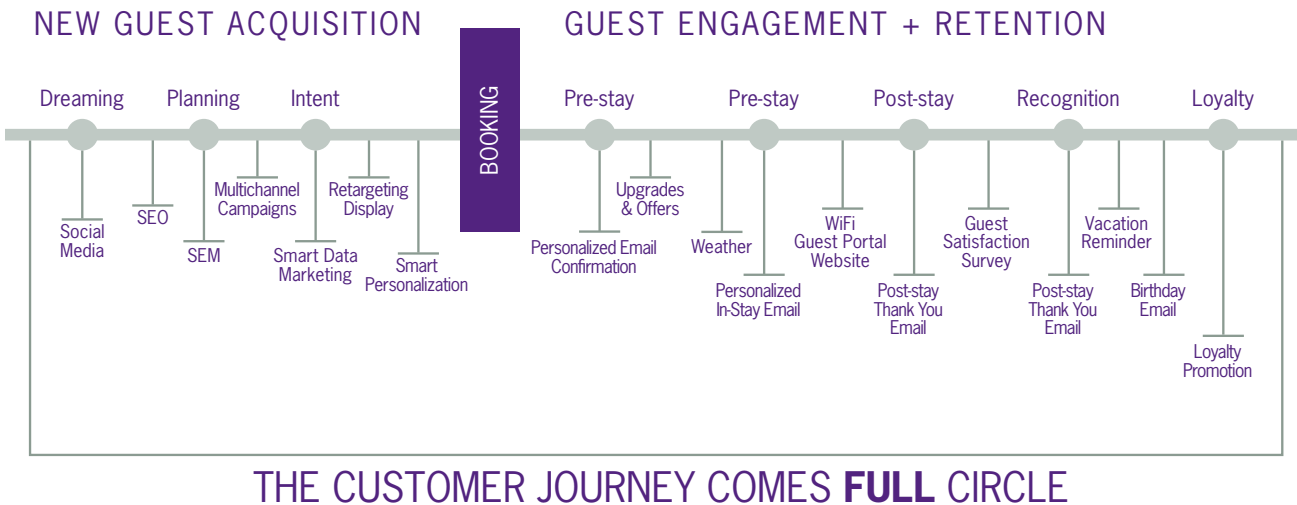 NEW GUEST ACQUISITION
GUEST ENGAGEMENT + RETENTION
BOOKING
Dreaming
Planning
Intent
Pre-stay
Pre-stay
Post-stay
Recognition
Loyalty
Social
Media
SEO
SEM
Multichannel
Campaigns
Smart Data
Marketing
Retargeting
Display
Smart
Personalization
Personalized Email
Confirmation
Upgrades
& Offers
Weather
Personalized
In-Stay Email
WiFi
Guest Portal
Website
Post-stay
Thank You
Email
Guest
Satisfaction
Survey
Post-stay
Thank You
Email
Vacation
Reminder
Birthday
Email
Loyalty
Promotion
THE CUSTOMER JOURNEY COMES FULL CIRCLE